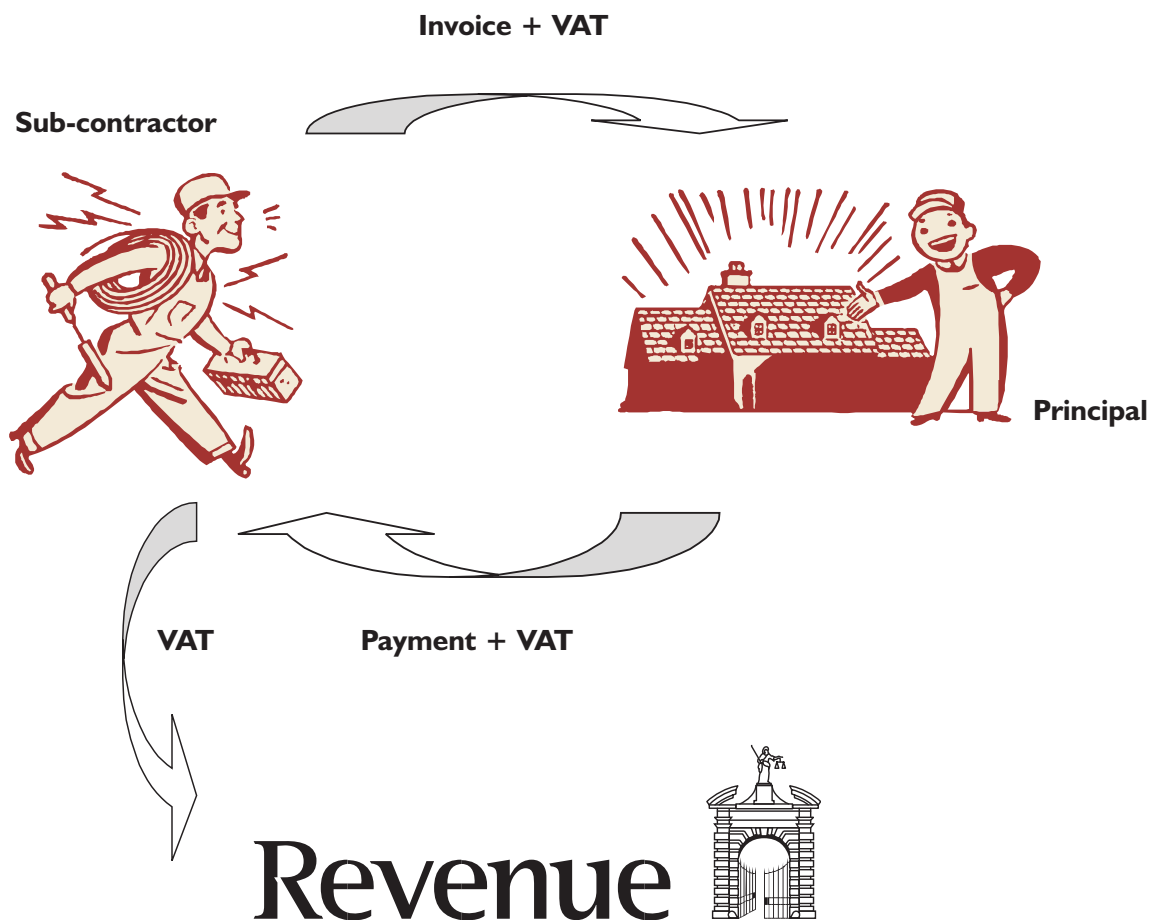 Invoice + VAT
Sub-contractor
Principal
VAT
Payment + VAT
Revenue